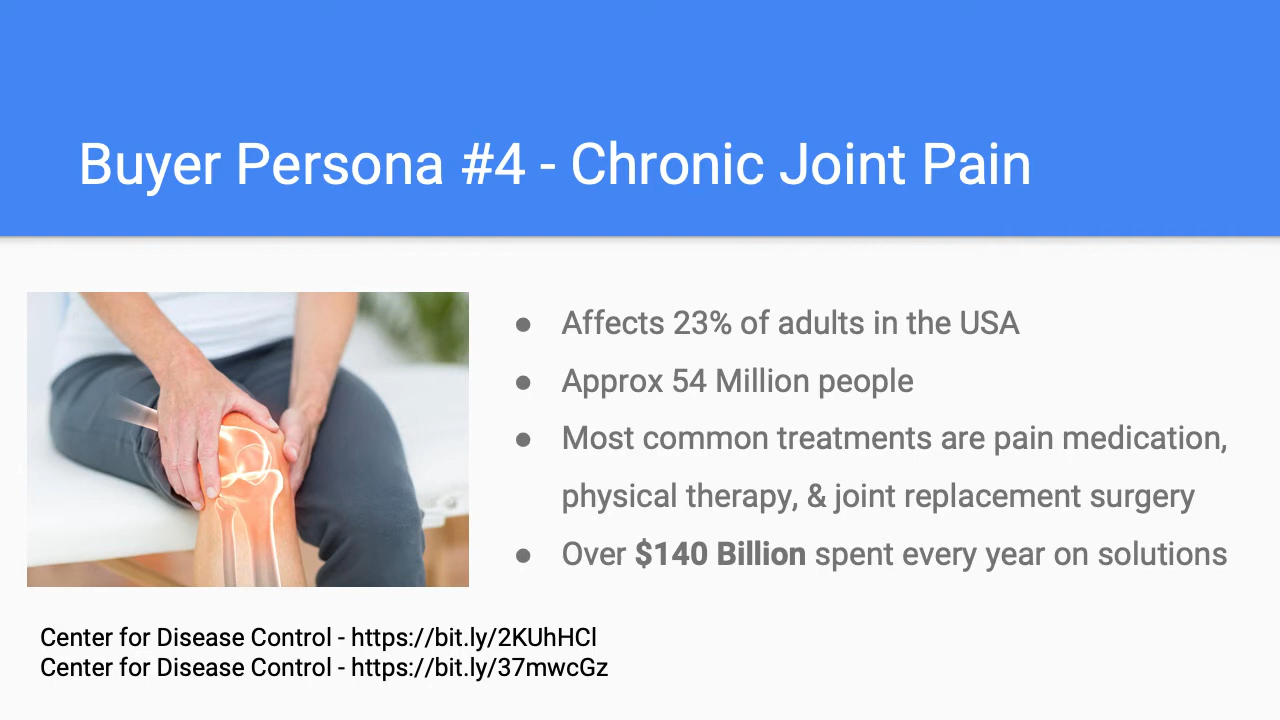 Buyer Persona #4 - Chronic Joint Pain
● Affects 23% of adults in the USA
● Approx 54 Million people
● Most common treatments are pain medication,
physical therapy, & joint replacement surgery
● Over $140 Billion spent every year on solutions
Center for Disease Control - https://bit.ly/2KUhHCl
Center for Disease Control - https://bit.ly/37mwcGz